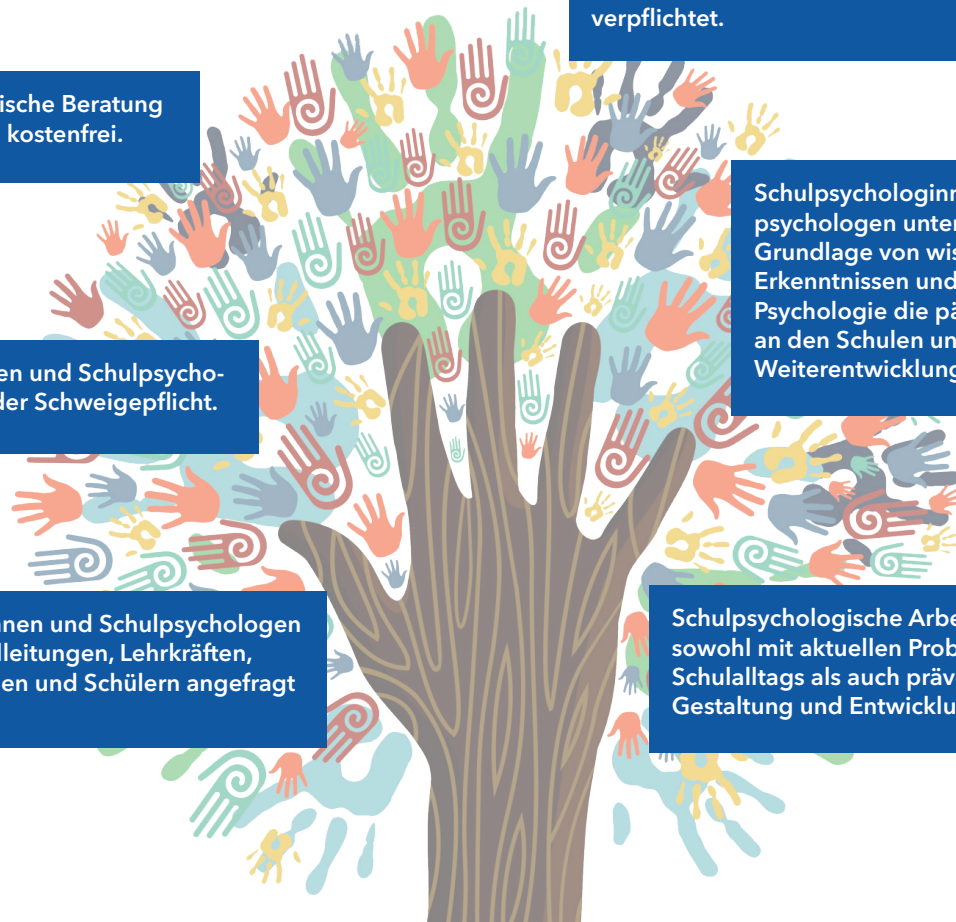 verpflichtet.
ische Beratung
kostenfrei.
Schulpsychologinn
psychologen unter
Grundlage von wis
Erkenntnissen und
Psychologie die pä
an den Schulen un
Weiterentwicklung
en und Schulpsycho-
der Schweigepflicht.
nnen und Schulpsychologen
lleitungen, Lehrkräften,
en und Schülern angefragt
Schulpsychologische Arbe
sowohl mit aktuellen Prob
Schulalltags als auch präv
Gestaltung und Entwicklu